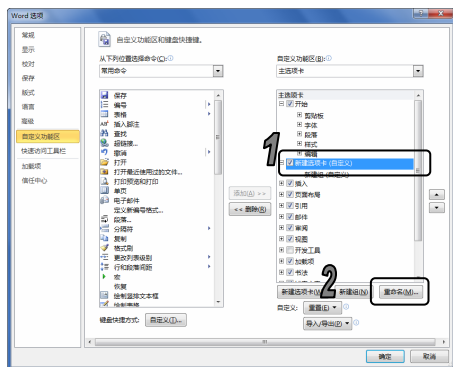 Word 选项
常规
显示
校对
保存
版式
语言
高级
自定义功能区
快速访问工具栏
加载项
信任中心
自定义功能区和键盘快捷键。
从下列位置选择命令(C):
常用命令
保存
编号
表格
插入脚注
查找
超链接...
撤消
打开
打开最近使用过的文件...
打印预览和打印
单页
电子邮件
定义新编号格式...
段落...
分隔符
复制
格式刷
更改列表级别
行和段落间距
宏
恢复
绘制竖排文本框
绘制表格
键盘快捷方式:
自定义(T)...
添加(A) >>
<< 删除(R)
自定义功能区(B):
主选项卡
主选项卡
开始
剪贴板
字体
段落
样式
编辑
新建选项卡 (自定义)
新建组 (自定义)
插入
页面布局
引用
邮件
审阅
视图
开发工具
加载项
书法
1
2
新建选项卡(W)
新建组(N)
重命名(M)...
自定义:
重置(E)
导入/导出(P)
确定
取消